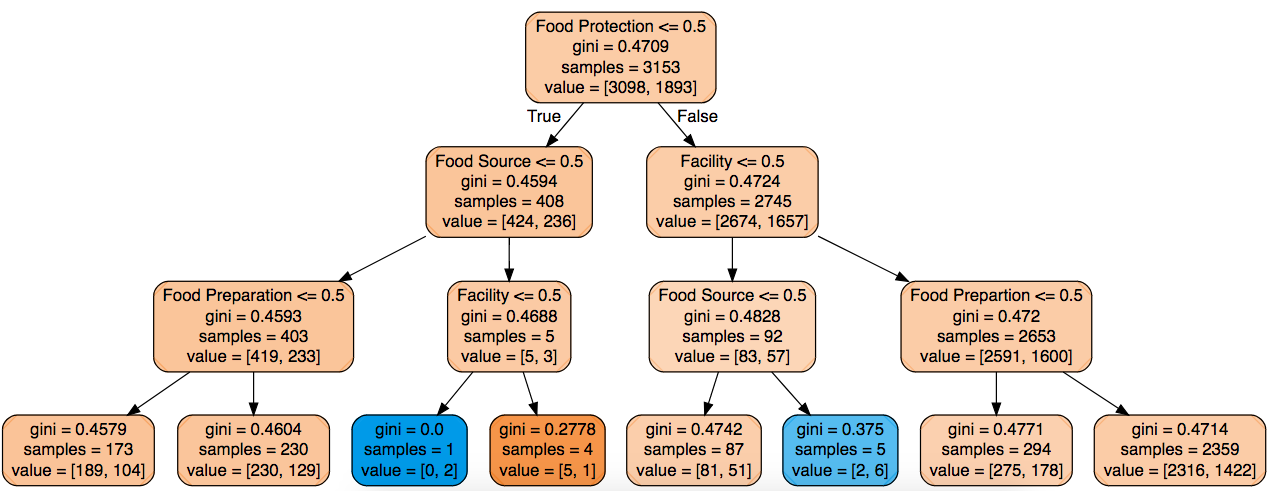 Food Protection <= 0.5
gini = 0.4709
samples = 3153
value = [3098, 1893]
True
False
Food Source <= 0.5
gini = 0.4594
samples = 408
value = [424, 236]
Facility <= 0.5
gini = 0.4724
samples = 2745
value = [2674, 1657]
Food Preparation <= 0.5
gini = 0.4593
samples = 403
value = [419, 233]
Facility <= 0.5
gini = 0.4688
samples = 5
value = [5, 3]
Food Source <= 0.5
gini = 0.4828
samples = 92
value = [83, 57]
Food Prepartion <= 0.5
gini = 0.472
samples = 2653
value = [2591, 1600]
gini = 0.4579
samples = 173
value = [189, 104]
gini = 0.4604
samples = 230
value = [230, 129]
gini = 0.0
samples = 1
value = [0, 2]
gini = 0.2778
samples = 4
value = [5, 1]
gini = 0.4742
samples = 87
value = [81, 51]
gini = 0.375
samples = 5
value = [2, 6]
gini = 0.4771
samples = 294
value = [275, 178]
gini = 0.4714
samples = 2359
value = [2316, 1422]